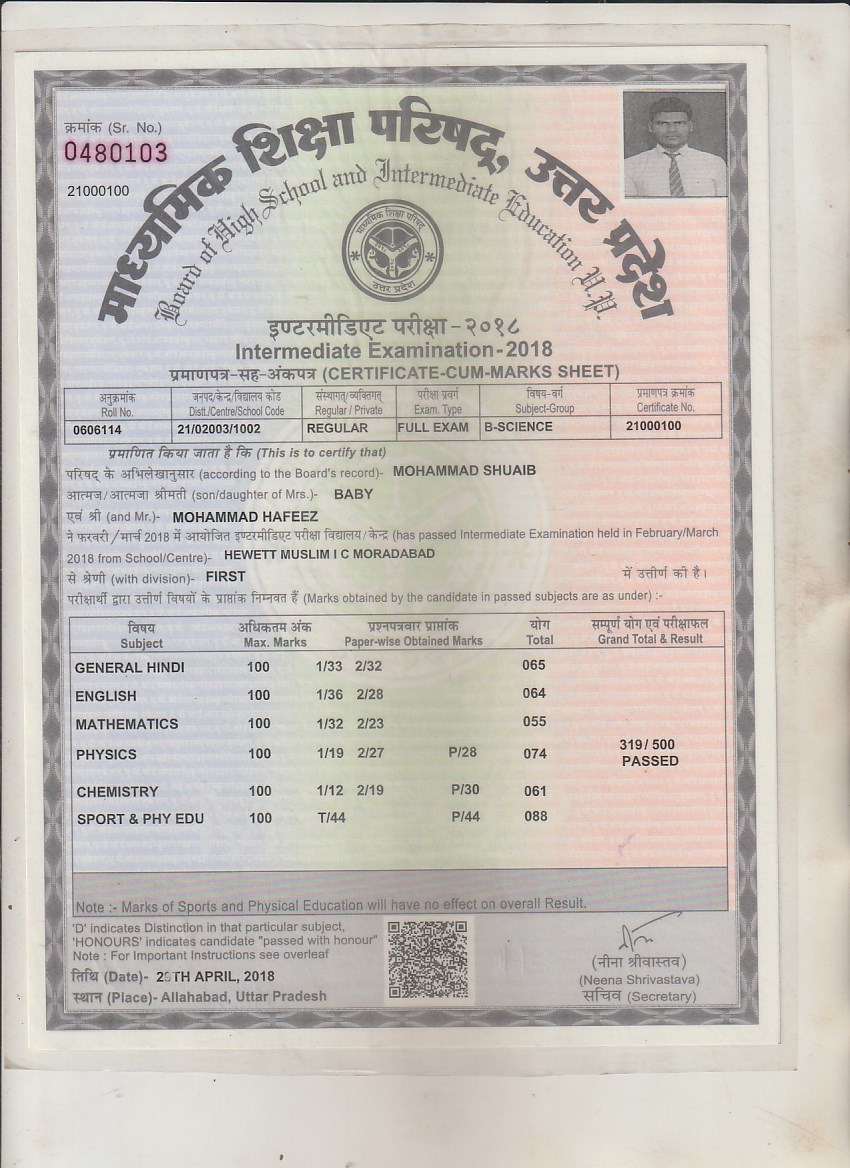 क्रमांक (Sr. No.)
0480103
21000100
माध्यमिक शिक्षा परिषद्, उत्तर प्रदेश
Board of High School and Intermediate Education U.P.
माध्यमिक शिक्षा परिषद्
उत्तर प्रदेश
इण्टरमीडिएट परीक्षा-२०१८
Intermediate Examination-2018
प्रमाणपत्र-सह-अंकपत्र (CERTIFICATE-CUM-MARKS SHEET)
अनुक्रमांक जनपद/केन्द्र/विद्यालय कोड संस्थागत/व्यक्तिगत परीक्षा प्रवर्ग विषय-वर्ग प्रमाणपत्र क्रमांक
Roll No. Distt./Centre/School Code Regular / Private Exam. Type Subject-Group Certificate No.
0606114 21/02003/1002 REGULAR FULL EXAM B-SCIENCE 21000100
प्रमाणित किया जाता है कि (This is to certify that)
परिषद के अभिलेखानुसार (according to the Board's record)- MOHAMMAD SHUAIB
आत्मज/आत्मजा श्रीमती (son/daughter of Mrs.)- BABY
एवं श्री (and Mr.)- MOHAMMAD HAFEEZ
ने फरवरी/मार्च 2018 में आयोजित इण्टरमीडिएट परीक्षा विद्यालय/केन्द्र (has passed Intermediate Examination held in February/March
2018 from School/Centre)- HEWETT MUSLIM I C MORADABAD
से श्रेणी (with division)- FIRST में उत्तीर्ण की है।
परीक्षार्थी द्वारा उत्तीर्ण विषयों के प्राप्तांक निम्नवत हैं (Marks obtained by the candidate in passed subjects are as under) :-
विषय अधिकतम अंक प्रश्नपत्रवार प्राप्तांक योग सम्पूर्ण योग एवं परीक्षाफल
Subject Max. Marks Paper-wise Obtained Marks Total Grand Total & Result
GENERAL HINDI 100 1/33 2/32 065
ENGLISH 100 1/36 2/28 064
MATHEMATICS 100 1/32 2/23 055
PHYSICS 100 1/19 2/27 P/28 074
319/500
PASSED
CHEMISTRY 100 1/12 2/19 P/30 061
SPORT & PHY EDU 100 T/44 P/44 088
Note :- Marks of Sports and Physical Education will have no effect on overall Result.
'D' indicates Distinction in that particular subject,
'HONOURS' indicates candidate "passed with honour"
Note : For Important Instructions see overleaf
तिथि (Date)- TH APRIL, 2018
स्थान (Place)- Allahabad, Uttar Pradesh
(नीना श्रीवास्तव)
(Neena Shrivastava)
सचिव (Secretary)